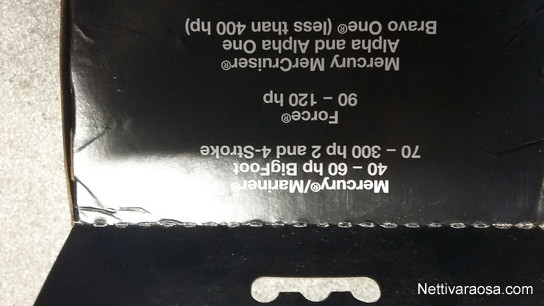 Mercury®/Mariner®
40 – 60 hp BigFoot
70 – 300 hp 2 and 4-Stroke
Force®
90 – 120 hp
Mercury MerCruiser®
Alpha and Alpha One
Bravo One® (less than 400 hp)
Nettivaraosa.com